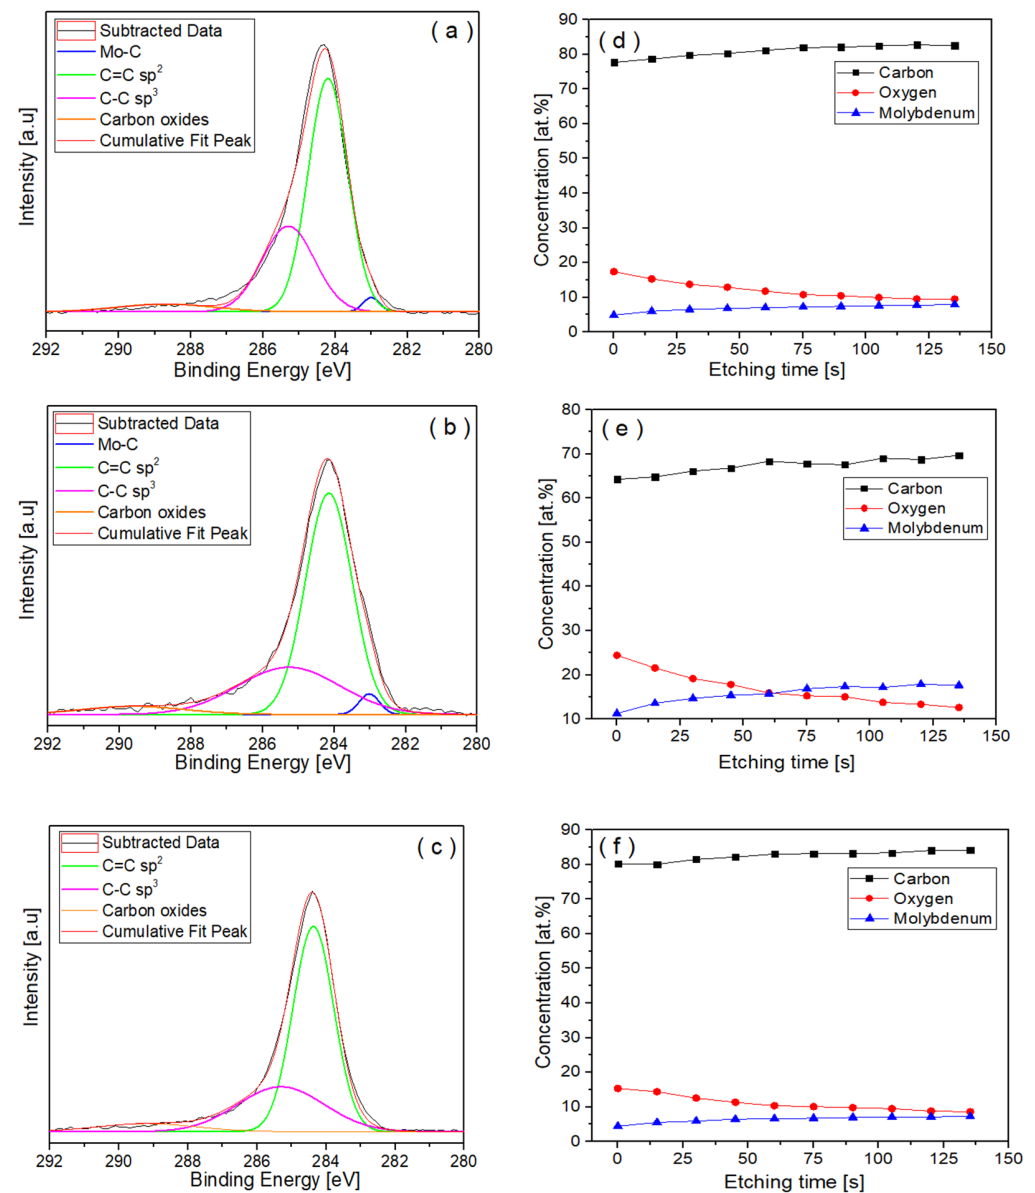 ( a )
Subtracted Data
Mo-C
C=C sp2
C-C sp3
Carbon oxides
Cumulative Fit Peak
Intensity [a.u]
292 290 288 286 284 282 280
Binding Energy [eV]
( d )
90
80
70
60
50
40
30
20
10
0
Carbon
Oxygen
Molybdenum
Concentration [at.%]
0 25 50 75 100 125 150
Etching time [s]
( b )
Subtracted Data
Mo-C
C=C sp2
C-C sp3
Carbon oxides
Cumulative Fit Peak
Intensity [a.u]
292 290 288 286 284 282 280
Binding Energy [eV]
( e )
80
70
60
50
40
30
20
10
Carbon
Oxygen
Molybdenum
Concentration [at.%]
0 25 50 75 100 125 150
Etching time [s]
( c )
Subtracted Data
C=C sp2
C-C sp3
Carbon oxides
Cumulative Fit Peak
Intensity [a.u]
292 290 288 286 284 282 280
Binding Energy [eV]
( f )
90
80
70
60
50
40
30
20
10
0
Carbon
Oxygen
Molybdenum
Concentration [at.%]
0 25 50 75 100 125 150
Etching time [s]